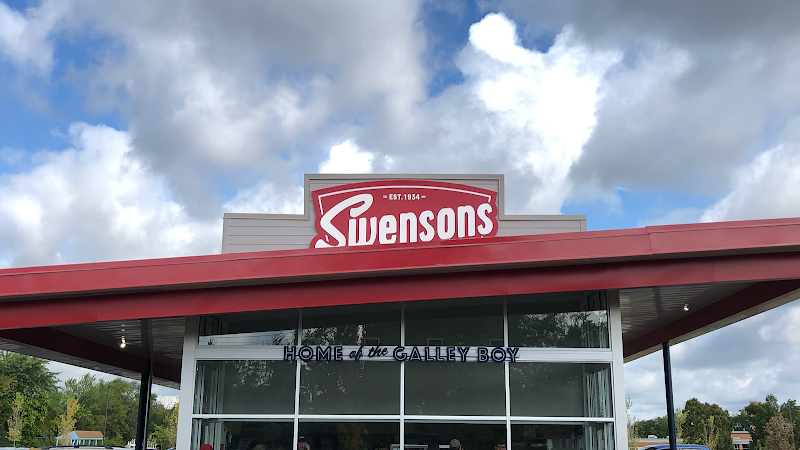 - EST. 1934 -
Swensons
HOME of the GALLEY BOY